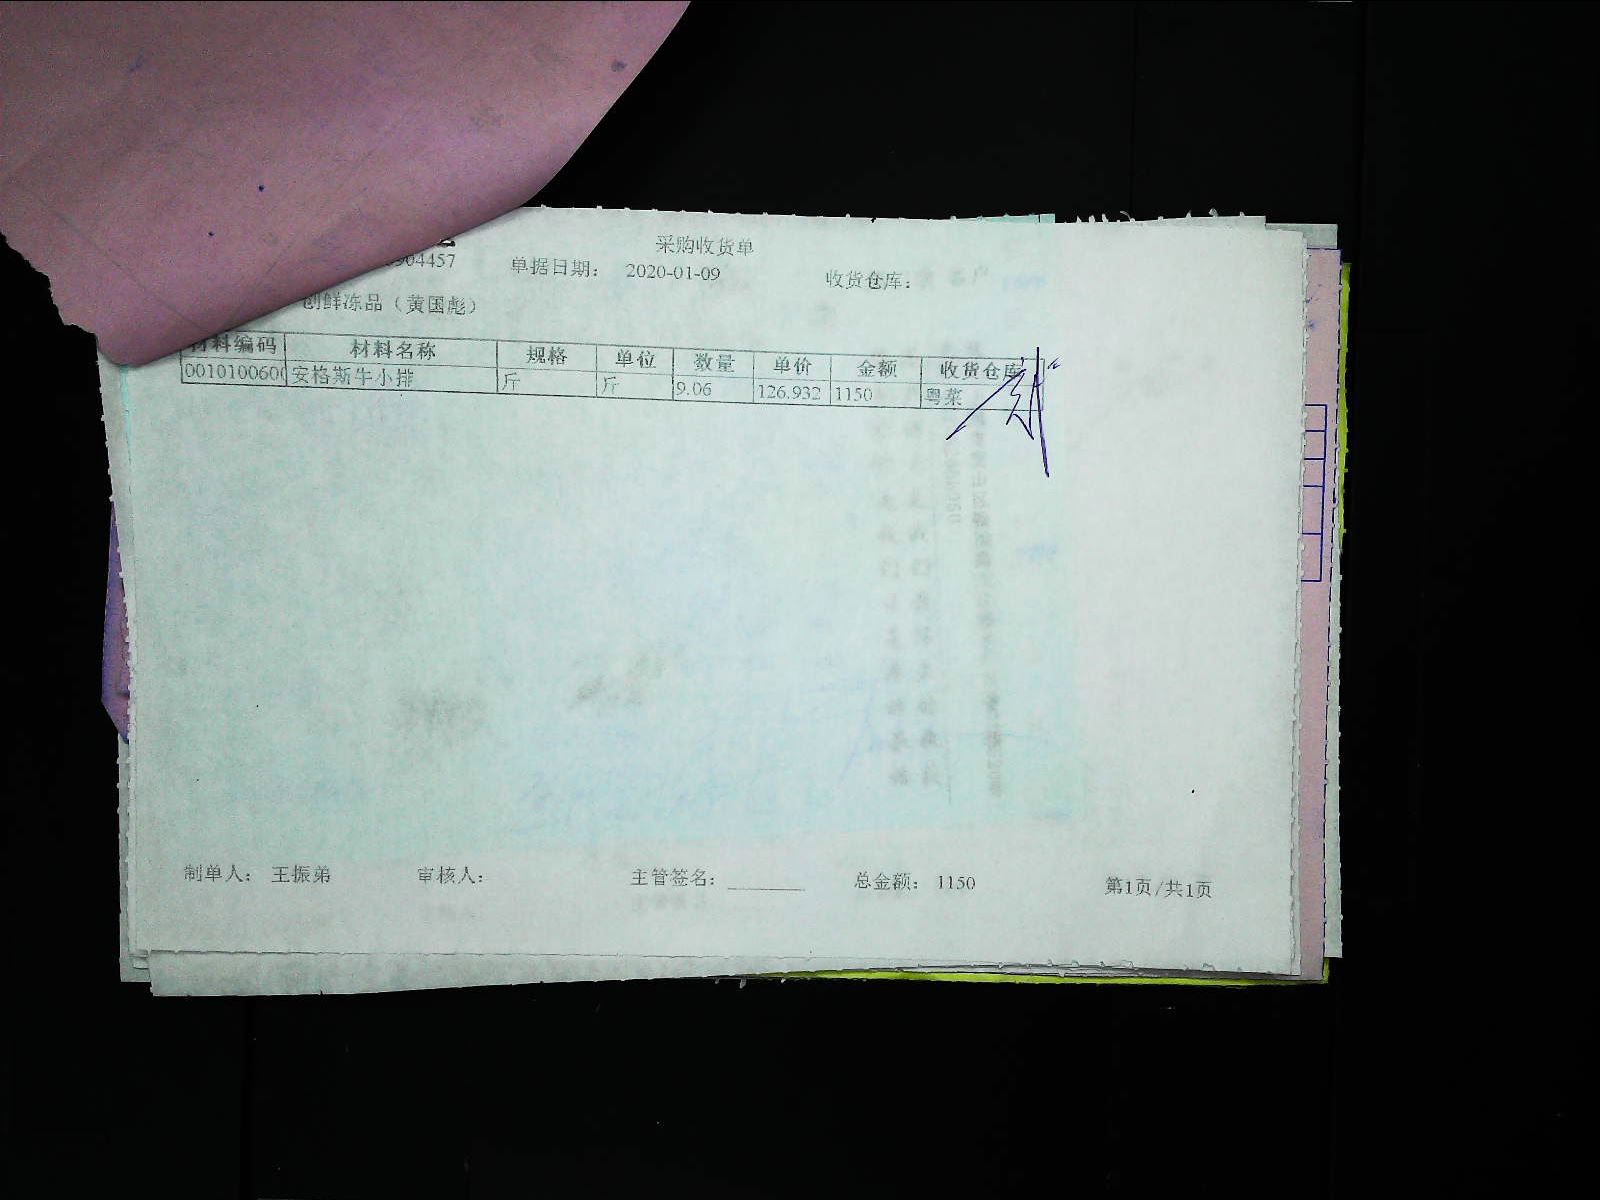 采购收货单
904457 单据日期: 2020-01-09 收货仓库:
创鲜冻品（黄国彪）
材料编码 材料名称 规格 单位 数量 单价 金额 收货仓库
0010100600 安格斯牛小排 斤 斤 9.06 126.932 1150 粤菜
制单人: 王振弟 审核人: 主管签名: 总金额: 1150 第1页/共1页